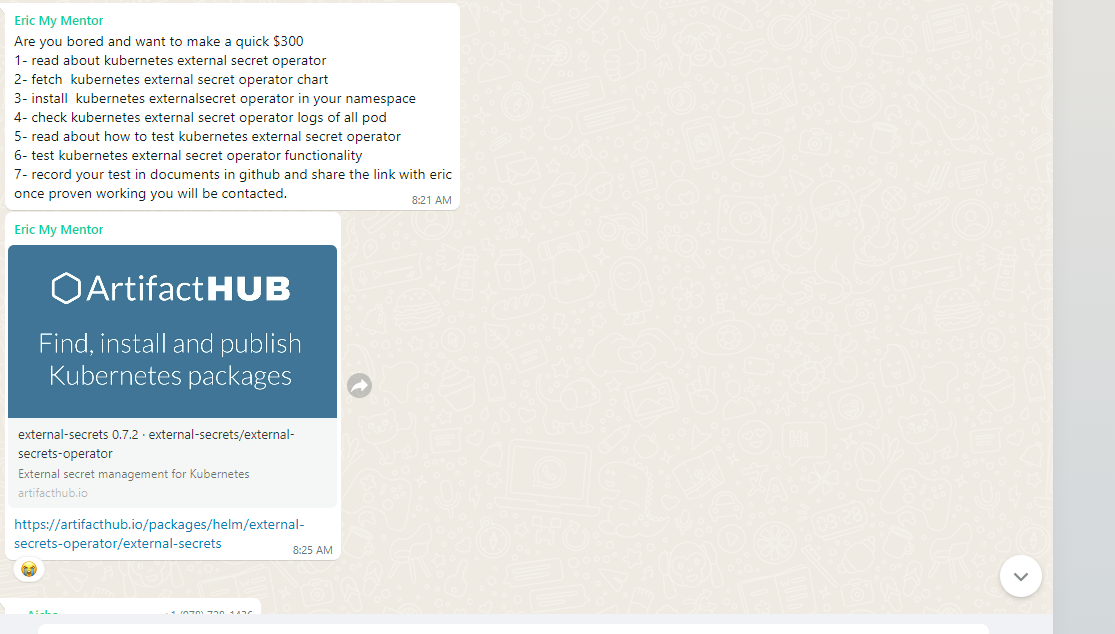 Eric My Mentor
Are you bored and want to make a quick $300
1- read about kubernetes external secret operator
2- fetch  kubernetes external secret operator chart
3- install  kubernetes externalsecret operator in your namespace
4- check kubernetes external secret operator logs of all pod
5- read about how to test kubernetes external secret operator
6- test kubernetes external secret operator functionality
7- record your test in documents in github and share the link with eric
once proven working you will be contacted.
8:21 AM
Eric My Mentor
ArtifactHUB
Find, install and publish
Kubernetes packages
external-secrets 0.7.2 · external-secrets/external-
secrets-operator
External secret management for Kubernetes
artifacthub.io
https://artifacthub.io/packages/helm/external-
secrets-operator/external-secrets
8:25 AM